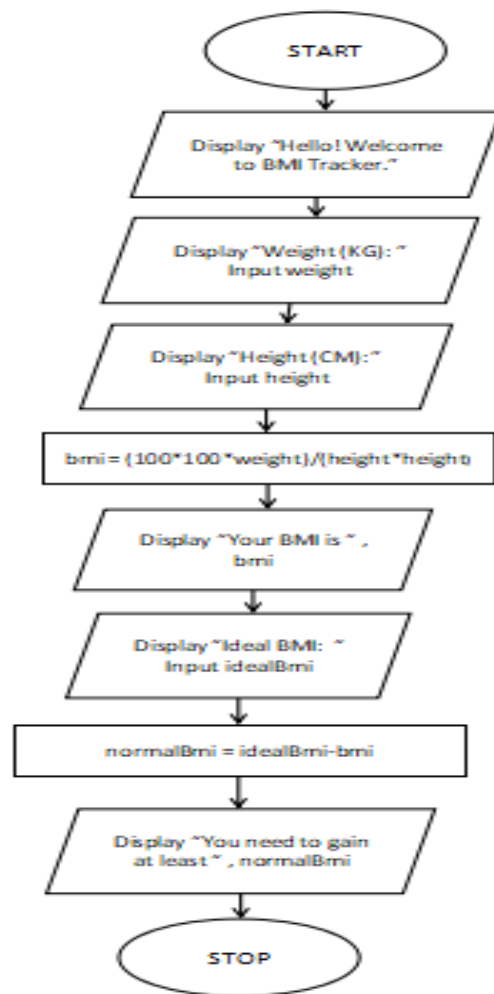 START
Display "Hello! Welcome
to BMI Tracker."
Display "Weight (KG): "
Input weight
Display "Height (CM): "
Input height
bmi = (100*100*weight)/(height*height)
Display "Your BMI is " ,
bmi
Display "Ideal BMI:  "
Input idealBmi
normalBmi = idealBmi-bmi
Display "You need to gain
at least " , normalBmi
STOP